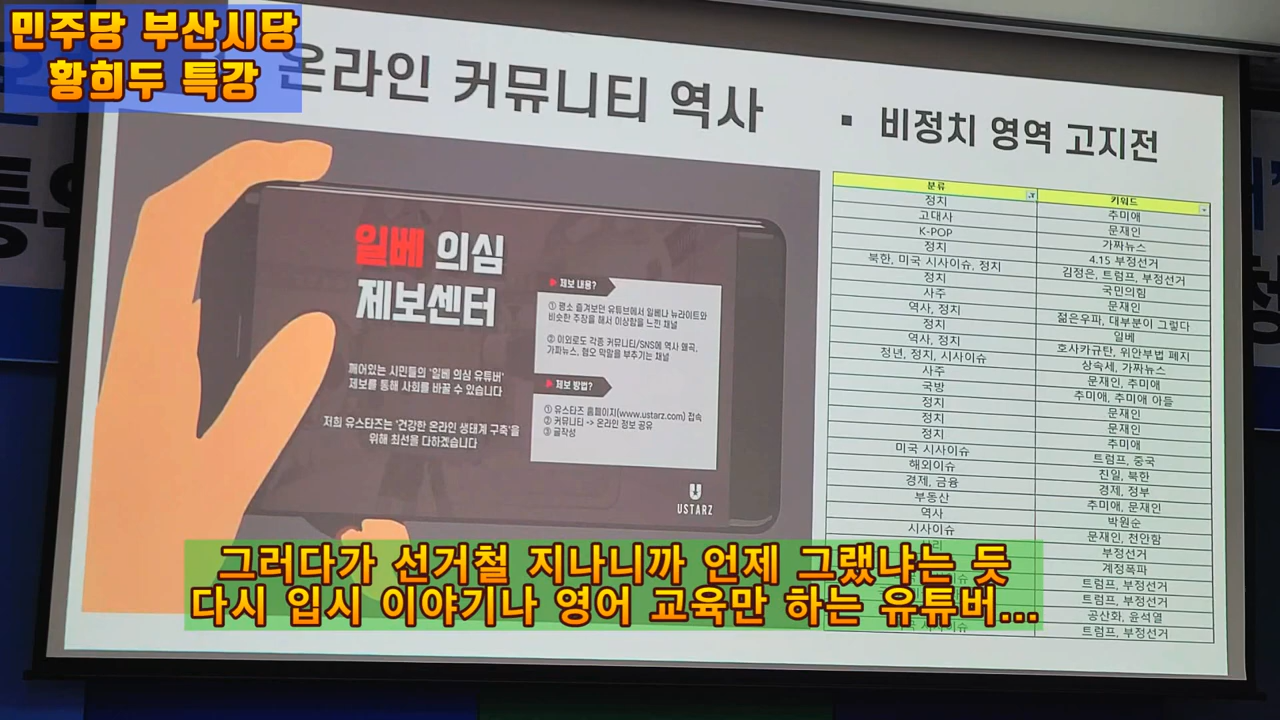 민주당 부산시당
황희두 특강
온라인 커뮤니티 역사
▪ 비정치 영역 고지전
일베 의심
제보센터
깨어있는 시민들의 '일베 의심 유튜버'
제보를 통해 사회를 바꿀 수 있습니다
저희 유스타즈는 '건강한 온라인 생태계 구축'을
위해 최선을 다하겠습니다
▶ 제보 내용?
① 평소 즐겨보던 유튜브에서 일베나 뉴라이트와
비슷한 주장을 해서 이상함을 느낀 채널
② 이외로도 각종 커뮤니티/SNS에 역사 왜곡,
가짜뉴스, 혐오 막말을 부추기는 채널
▶ 제보 방법?
① 유스타즈 홈페이지(www.ustarz.com) 접속
② 커뮤니티 -> 온라인 정보 공유
③ 글작성
USTARZ
분류 키워드
정치 추미애
고대사 문재인
K-POP 가짜뉴스
정치 4.15 부정선거
북한, 미국 시사이슈, 정치 김정은, 트럼프, 부정선거
정치 국민의힘
사주 문재인
역사, 정치 젊은우파, 대부분이 그렇다
정치 일베
역사, 정치 호사카규탄, 위안부법 폐지
청년, 정치, 시사이슈 상속세, 가짜뉴스
사주 문재인, 추미애
국방 추미애, 추미애 아들
정치 문재인
정치 문재인
정치 추미애
미국 시사이슈 트럼프, 중국
해외이슈 친일, 북한
경제, 금융 경제, 정부
부동산 추미애, 문재인
역사 박원순
시사이슈 문재인, 천안함
부정선거
계정폭파
트럼프, 부정선거
트럼프, 부정선거
공산화, 윤석열
시사이슈 트럼프, 부정선거
그러다가 선거철 지나니까 언제 그랬냐는 듯
다시 입시 이야기나 영어 교육만 하는 유튜버...